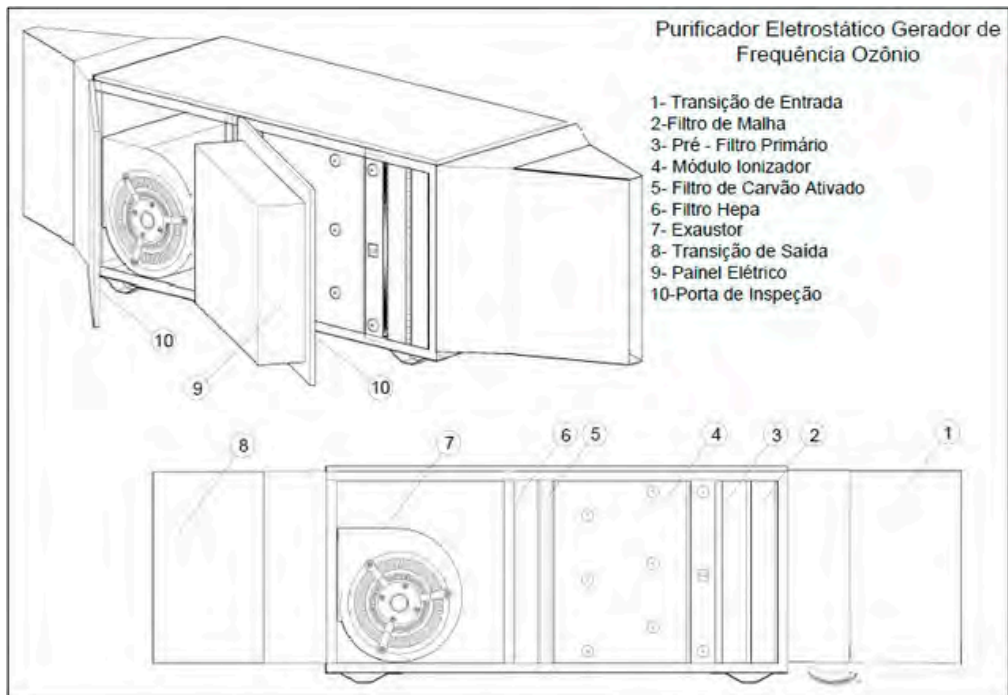 Purificador Eletrostático Gerador de
Frequência Ozônio
1- Transição de Entrada
2-Filtro de Malha
3- Pré - Filtro Primário
4- Módulo Ionizador
5- Filtro de Carvão Ativado
6- Filtro Hepa
7- Exaustor
8- Transição de Saída
9- Painel Elétrico
10-Porta de Inspeção
10
9
10
8
7
6
5
4
3
2
1